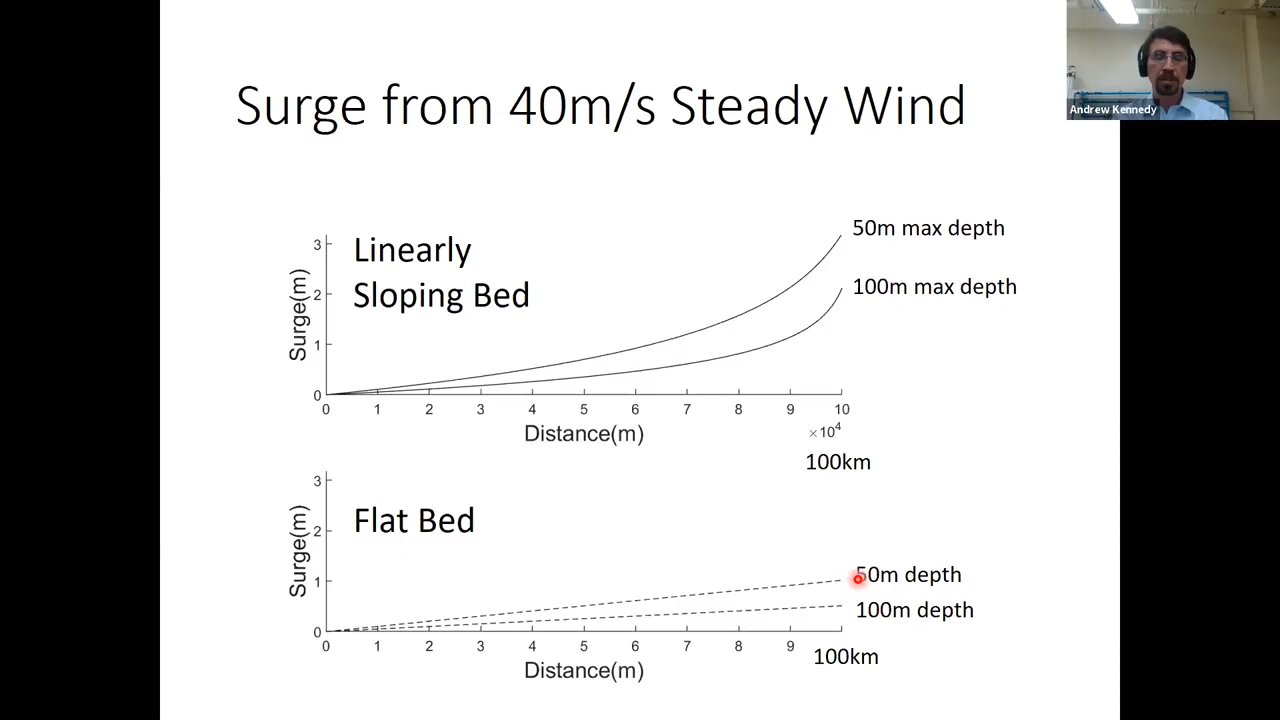 Surge from 40m/s Steady Wind
Andrew Kennedy
Linearly
Sloping Bed
50m max depth
100m max depth
Surge(m)
3
2
1
0
0 1 2 3 4 5 6 7 8 9 10
×10⁴
Distance(m)
100km
Flat Bed
50m depth
100m depth
Surge(m)
3
2
1
0
0 1 2 3 4 5 6 7 8 9
100km
Distance(m)